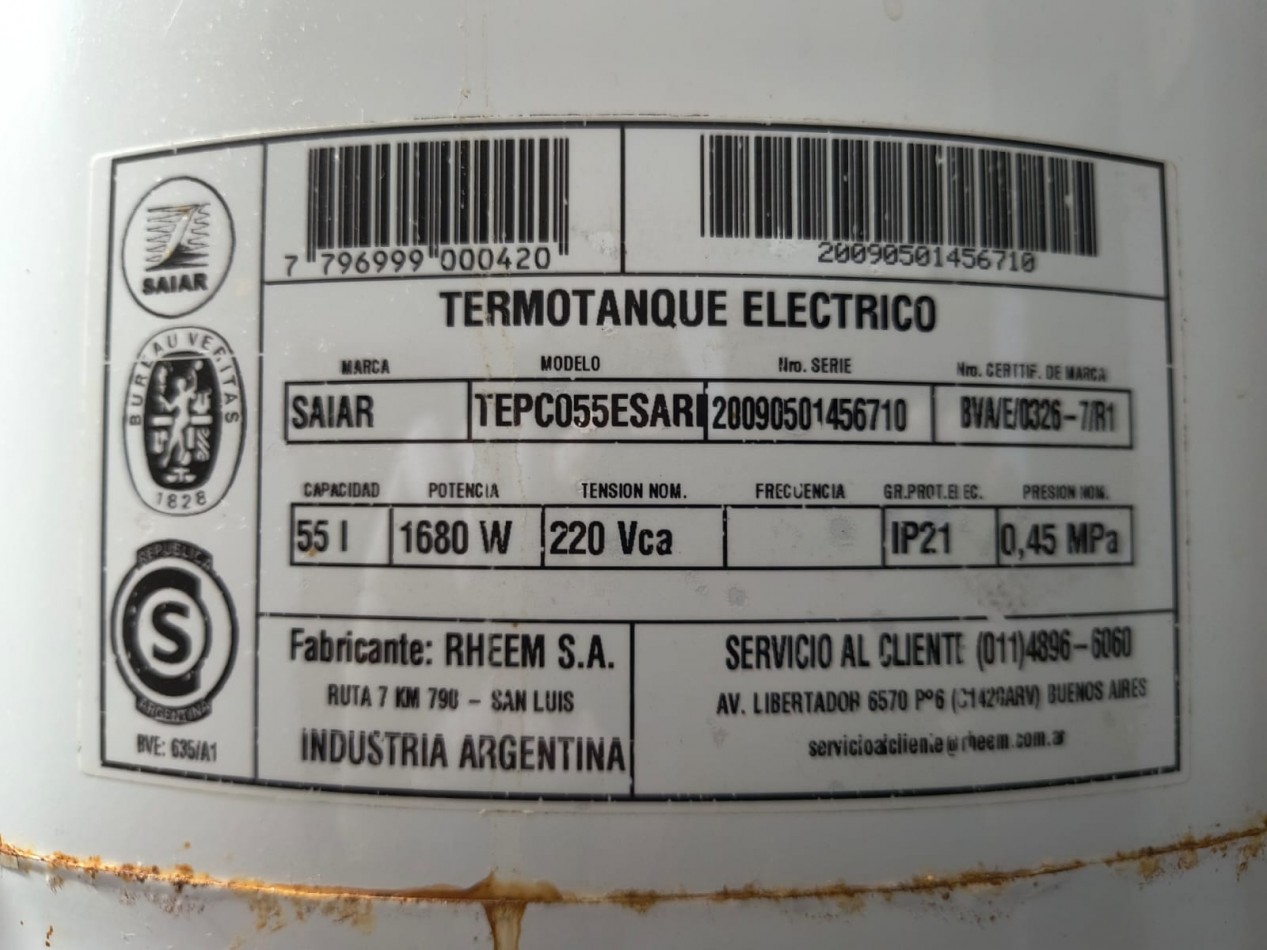 SAIAR
BUREAU VERITAS
1828
REPUBLICA
S
ARGENTINA
BVE: 635/A1
7 796999 000420
20090501456710
TERMOTANQUE ELECTRICO
MARCA MODELO Nro. SERIE Nro. CERTIF. DE MARCA
SAIAR TEPC055ESARI 20090501456710 BVA/E/0326-7/R1
CAPACIDAD POTENCIA TENSION NOM. FRECUENCIA GR.PROT.ELEC. PRESION NOM.
55 l 1680 W 220 Vca IP21 0,45 MPa
Fabricante: RHEEM S.A.
RUTA 7 KM 790 - SAN LUIS
INDUSTRIA ARGENTINA
SERVICIO AL CLIENTE (011)4896-6060
AV. LIBERTADOR 6570 Pº6 (C1428ARV) BUENOS AIRES
servicioalcliente@rheem.com.ar